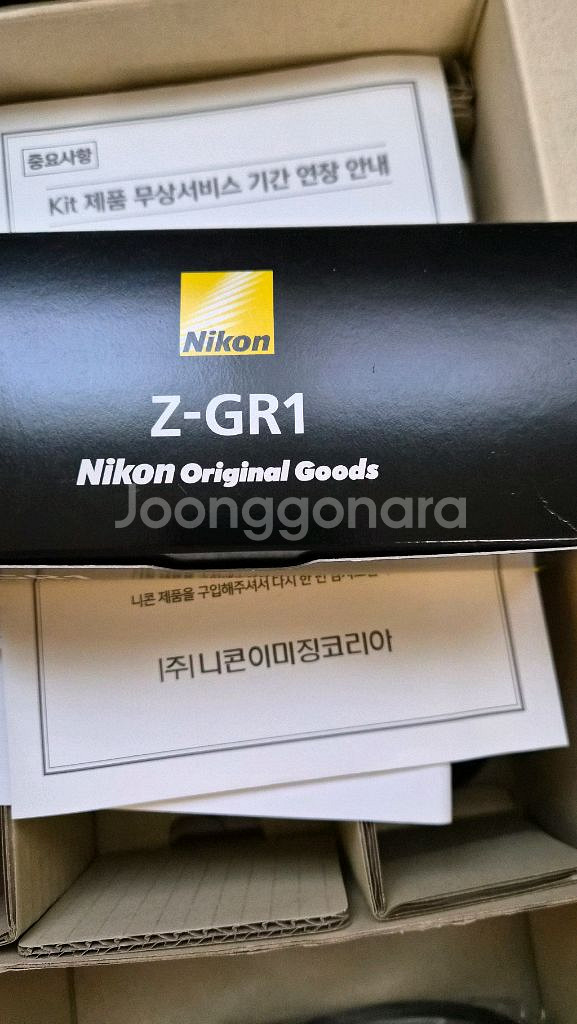 중요사항
Kit 제품 무상서비스 기간 연장 안내
Nikon
Z-GR1
Nikon Original Goods
Joonggonara
니콘 제품을 구입해주셔서 다시 한 번
|주|니콘이미징코리아